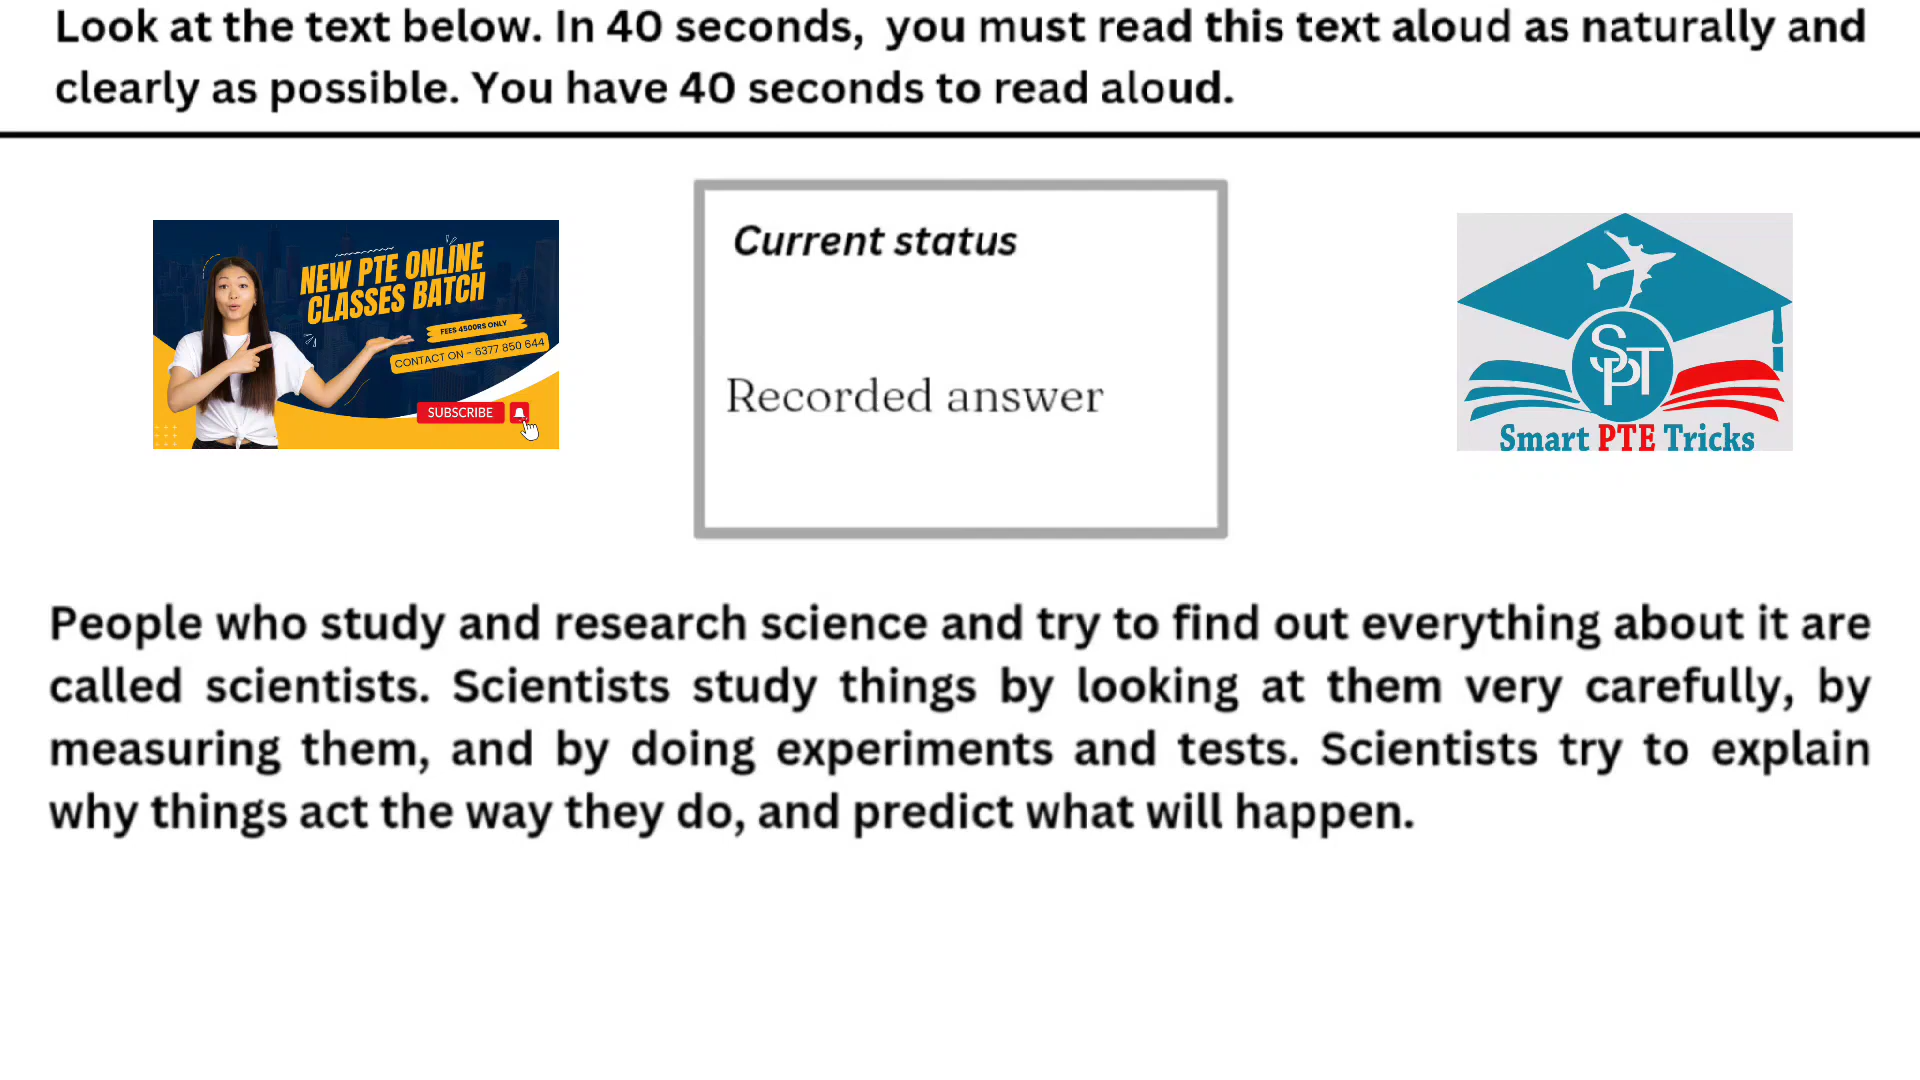 Look at the text below. In 40 seconds, you must read this text aloud as naturally and
clearly as possible. You have 40 seconds to read aloud.
NEW PTE ONLINE
CLASSES BATCH
FEES 4500RS ONLY
CONTACT ON - 6377 850 644
SUBSCRIBE
Current status
Recorded answer
SPT
Smart PTE Tricks
People who study and research science and try to find out everything about it are
called scientists. Scientists study things by looking at them very carefully, by
measuring them, and by doing experiments and tests. Scientists try to explain
why things act the way they do, and predict what will happen.